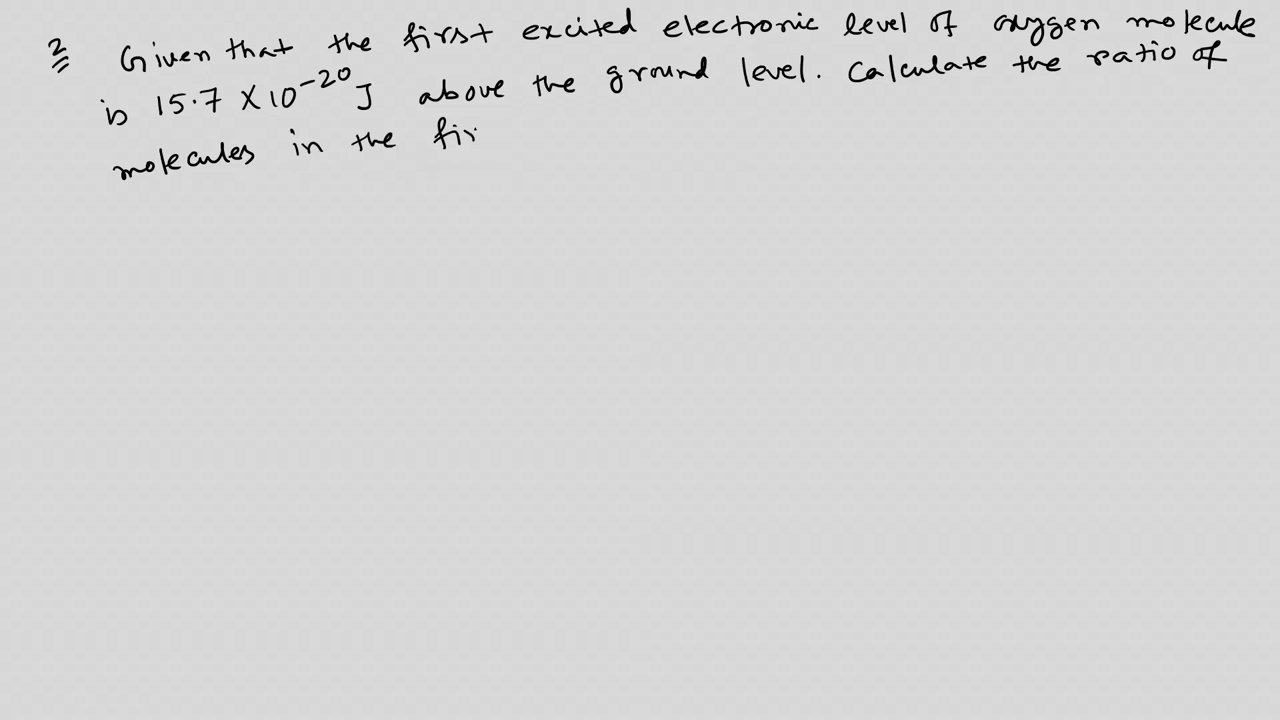 2 Given that the first excited electronic level of oxygen molecule
is 15.7 X 10⁻²⁰ J above the ground level. Calculate the ratio of
molecules in the fir